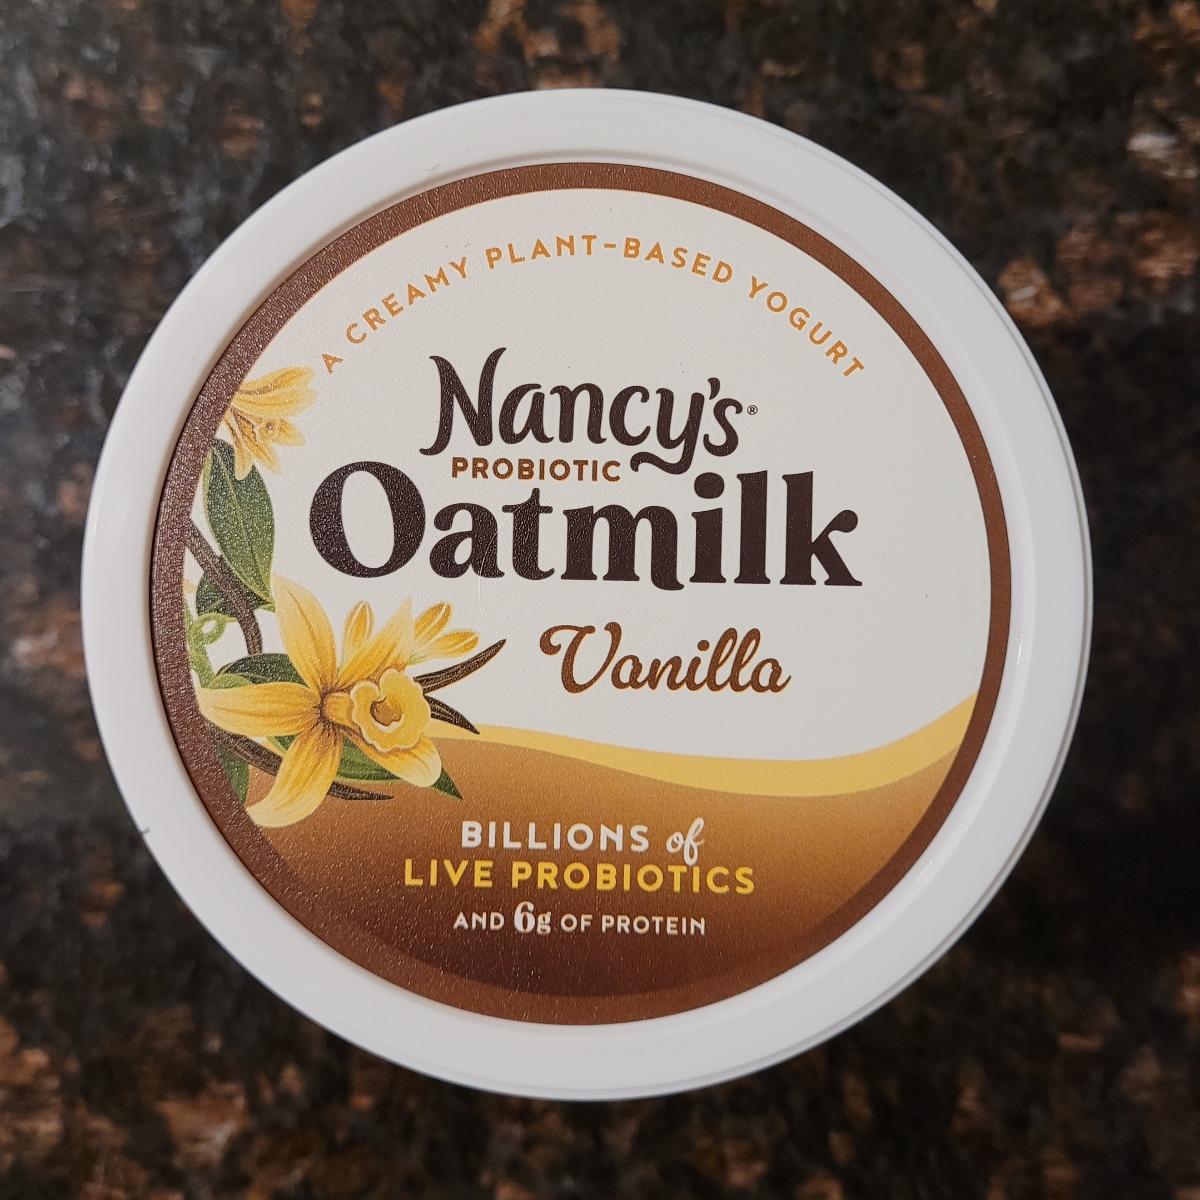 A CREAMY PLANT-BASED YOGURT
Nancy's®
PROBIOTIC
Oatmilk
Vanilla
BILLIONS of
LIVE PROBIOTICS
AND 6g OF PROTEIN